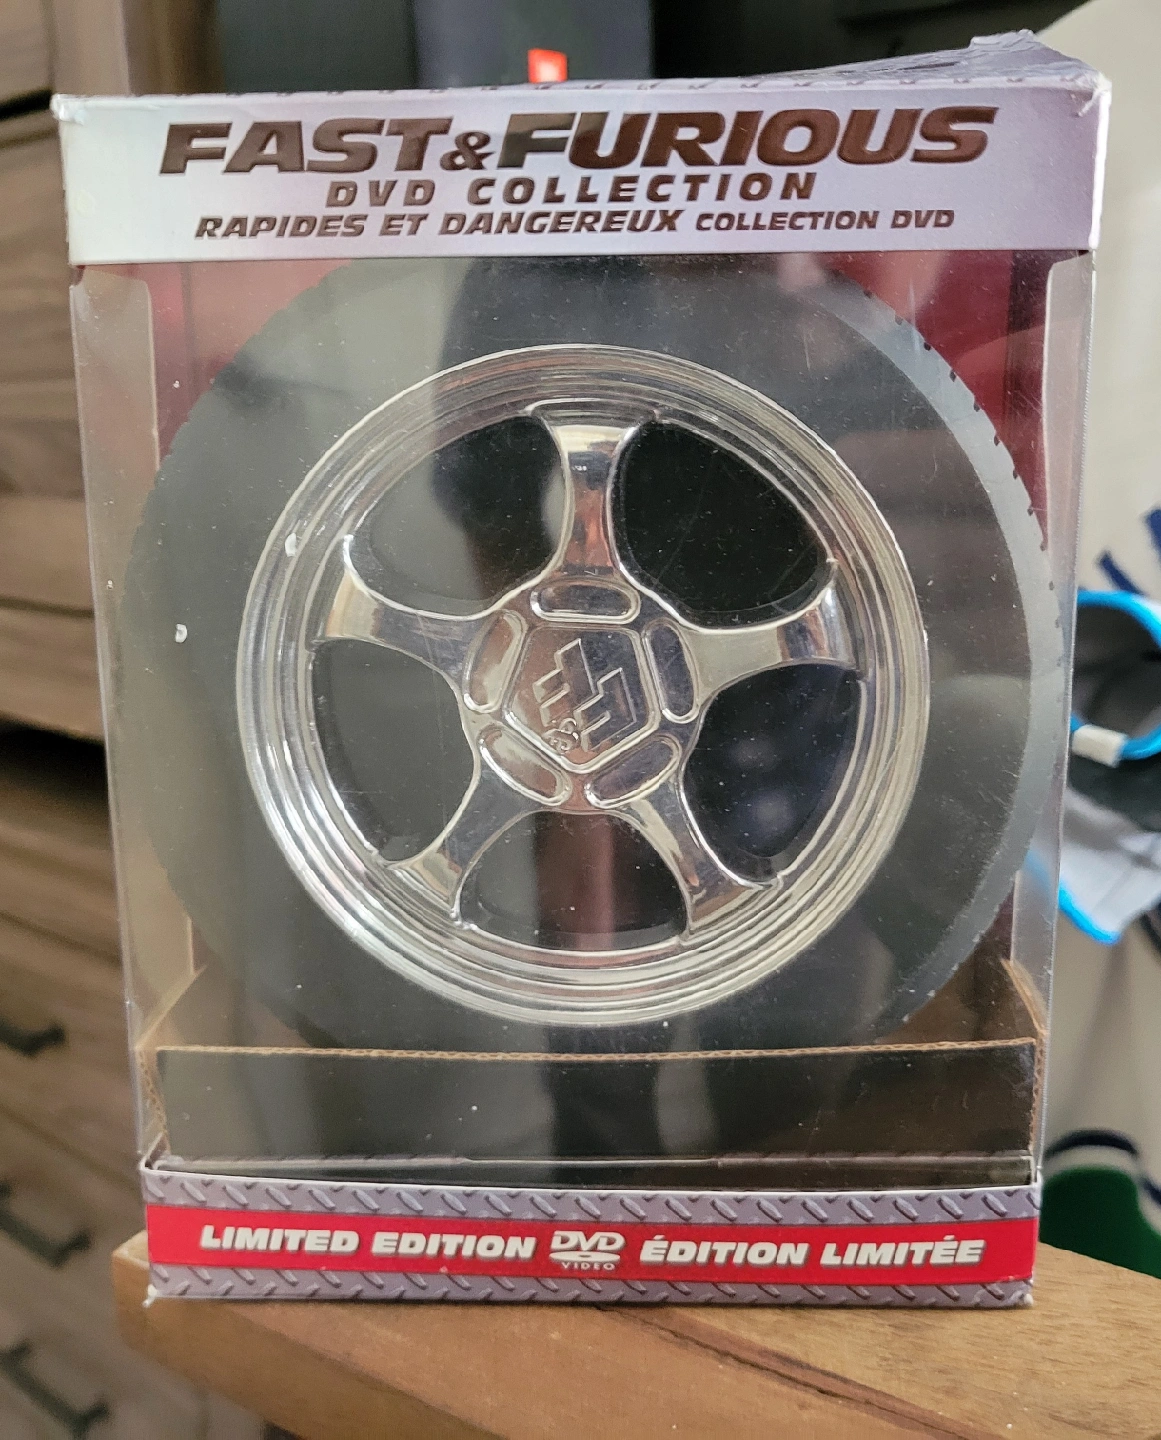 FAST & FURIOUS
DVD COLLECTION
RAPIDES ET DANGEREUX COLLECTION DVD
LIMITED EDITION DVD VIDEO ÉDITION LIMITÉE